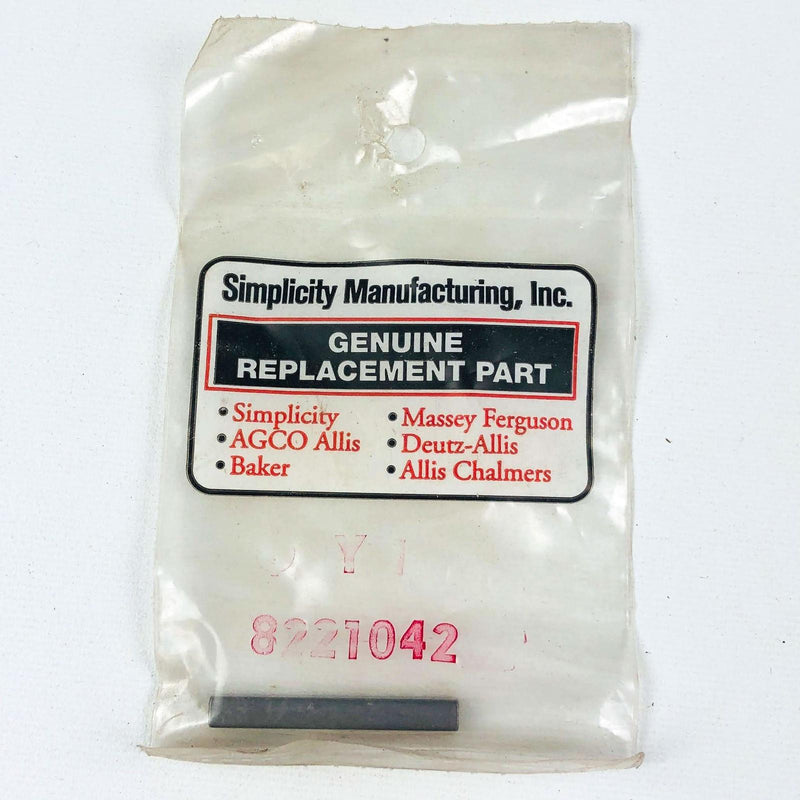 Simplicity Manufacturing, Inc.
GENUINE
REPLACEMENT PART
• Simplicity
• AGCO Allis
• Baker
• Massey Ferguson
• Deutz-Allis
• Allis Chalmers
8221042